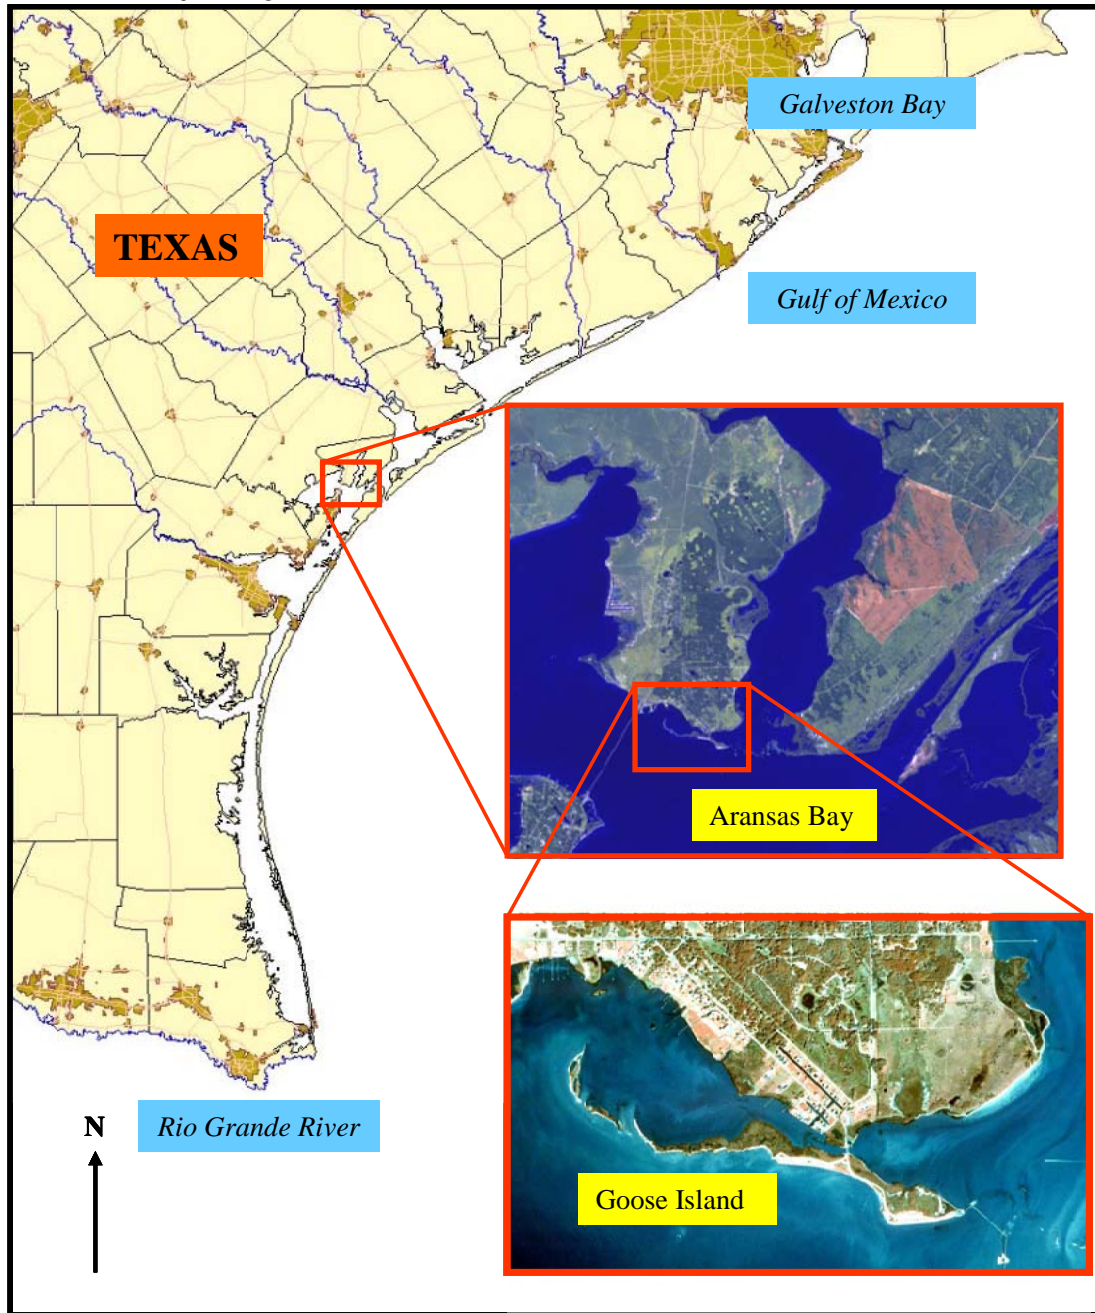 Galveston Bay
TEXAS
Gulf of Mexico
Aransas Bay
N
Rio Grande River
Goose Island